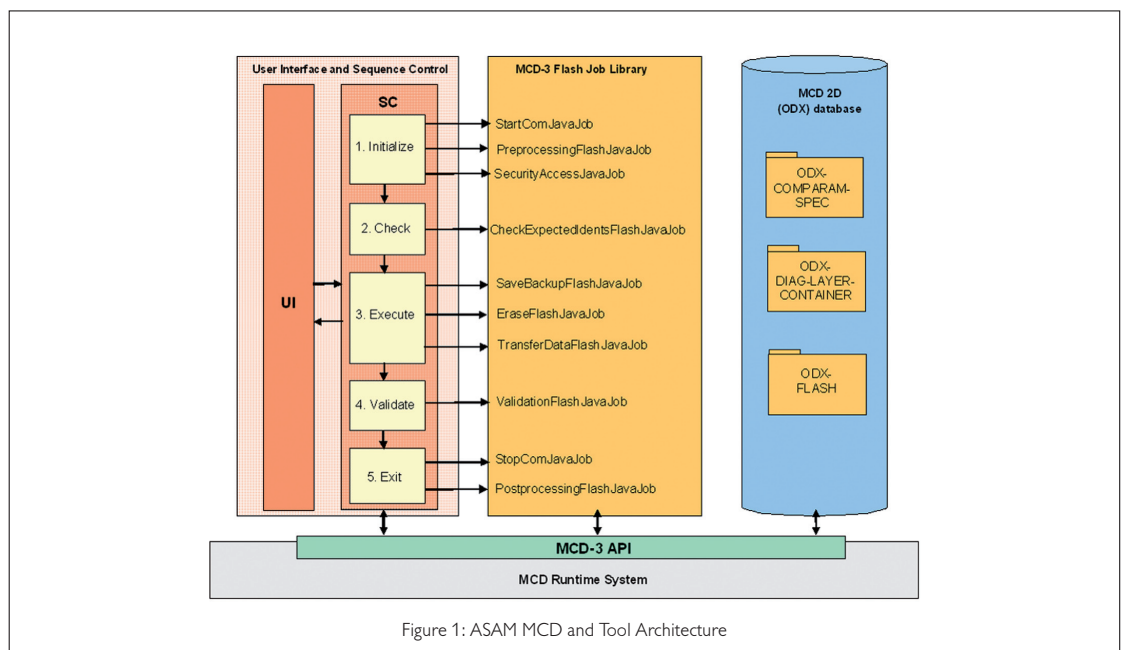 User Interface and Sequence Control
UI
SC
1. Initialize
2. Check
3. Execute
4. Validate
5. Exit
MCD-3 Flash Job Library
StartComJavaJob
PreprocessingFlashJavaJob
SecurityAccessJavaJob
CheckExpectedIdentsFlashJavaJob
SaveBackupFlashJavaJob
EraseFlashJavaJob
TransferDataFlashJavaJob
ValidationFlashJavaJob
StopComJavaJob
PostprocessingFlashJavaJob
MCD 2D
(ODX) database
ODX-
COMPARAM-
SPEC
ODX-
DIAG-LAYER-
CONTAINER
ODX-
FLASH
MCD-3 API
MCD Runtime System
Figure 1: ASAM MCD and Tool Architecture